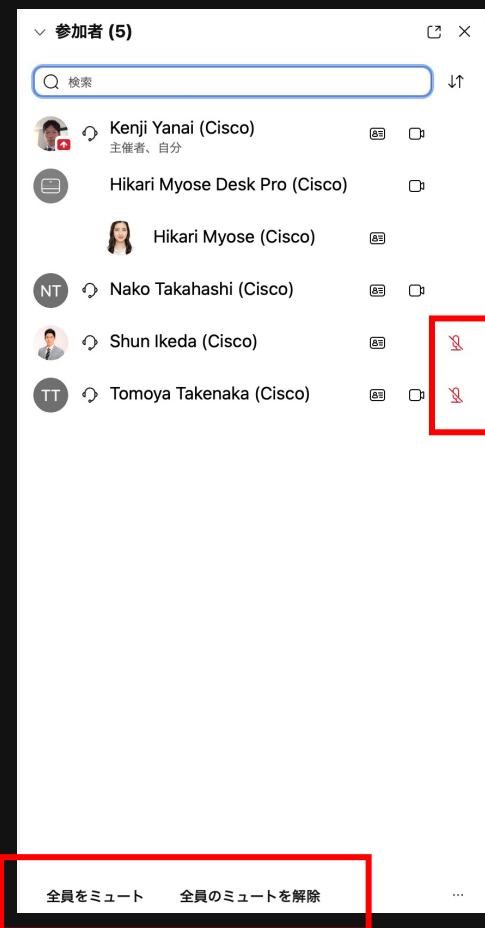 参加者 (5)
検索
Kenji Yanai (Cisco)
主催者、自分
Hikari Myose Desk Pro (Cisco)
Hikari Myose (Cisco)
NT Nako Takahashi (Cisco)
Shun Ikeda (Cisco)
TT Tomoya Takenaka (Cisco)
全員をミュート 全員のミュートを解除 ...